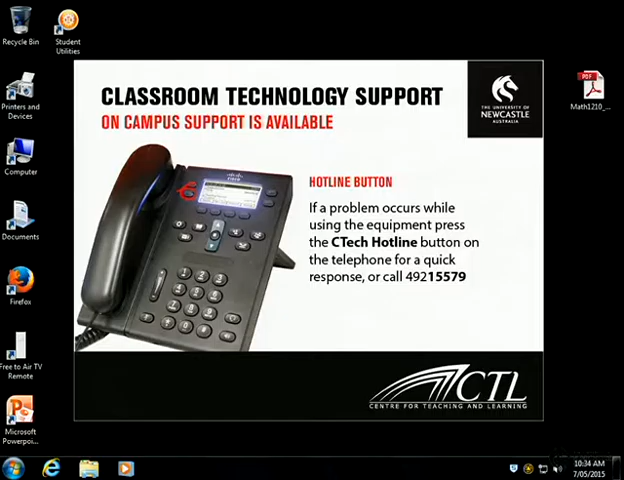 Recycle Bin
Student
Utilities
Printers and
Devices
Computer
Documents
Firefox
Free to Air TV
Remote
Microsoft
Powerpoi...
CLASSROOM TECHNOLOGY SUPPORT
ON CAMPUS SUPPORT IS AVAILABLE
THE UNIVERSITY OF
NEWCASTLE
AUSTRALIA
HOTLINE BUTTON
If a problem occurs while
using the equipment press
the CTech Hotline button on
the telephone for a quick
response, or call 49215579
CTL
CENTRE FOR TEACHING AND LEARNING
PDF
Math1210_...
10:34 AM
7/05/2015